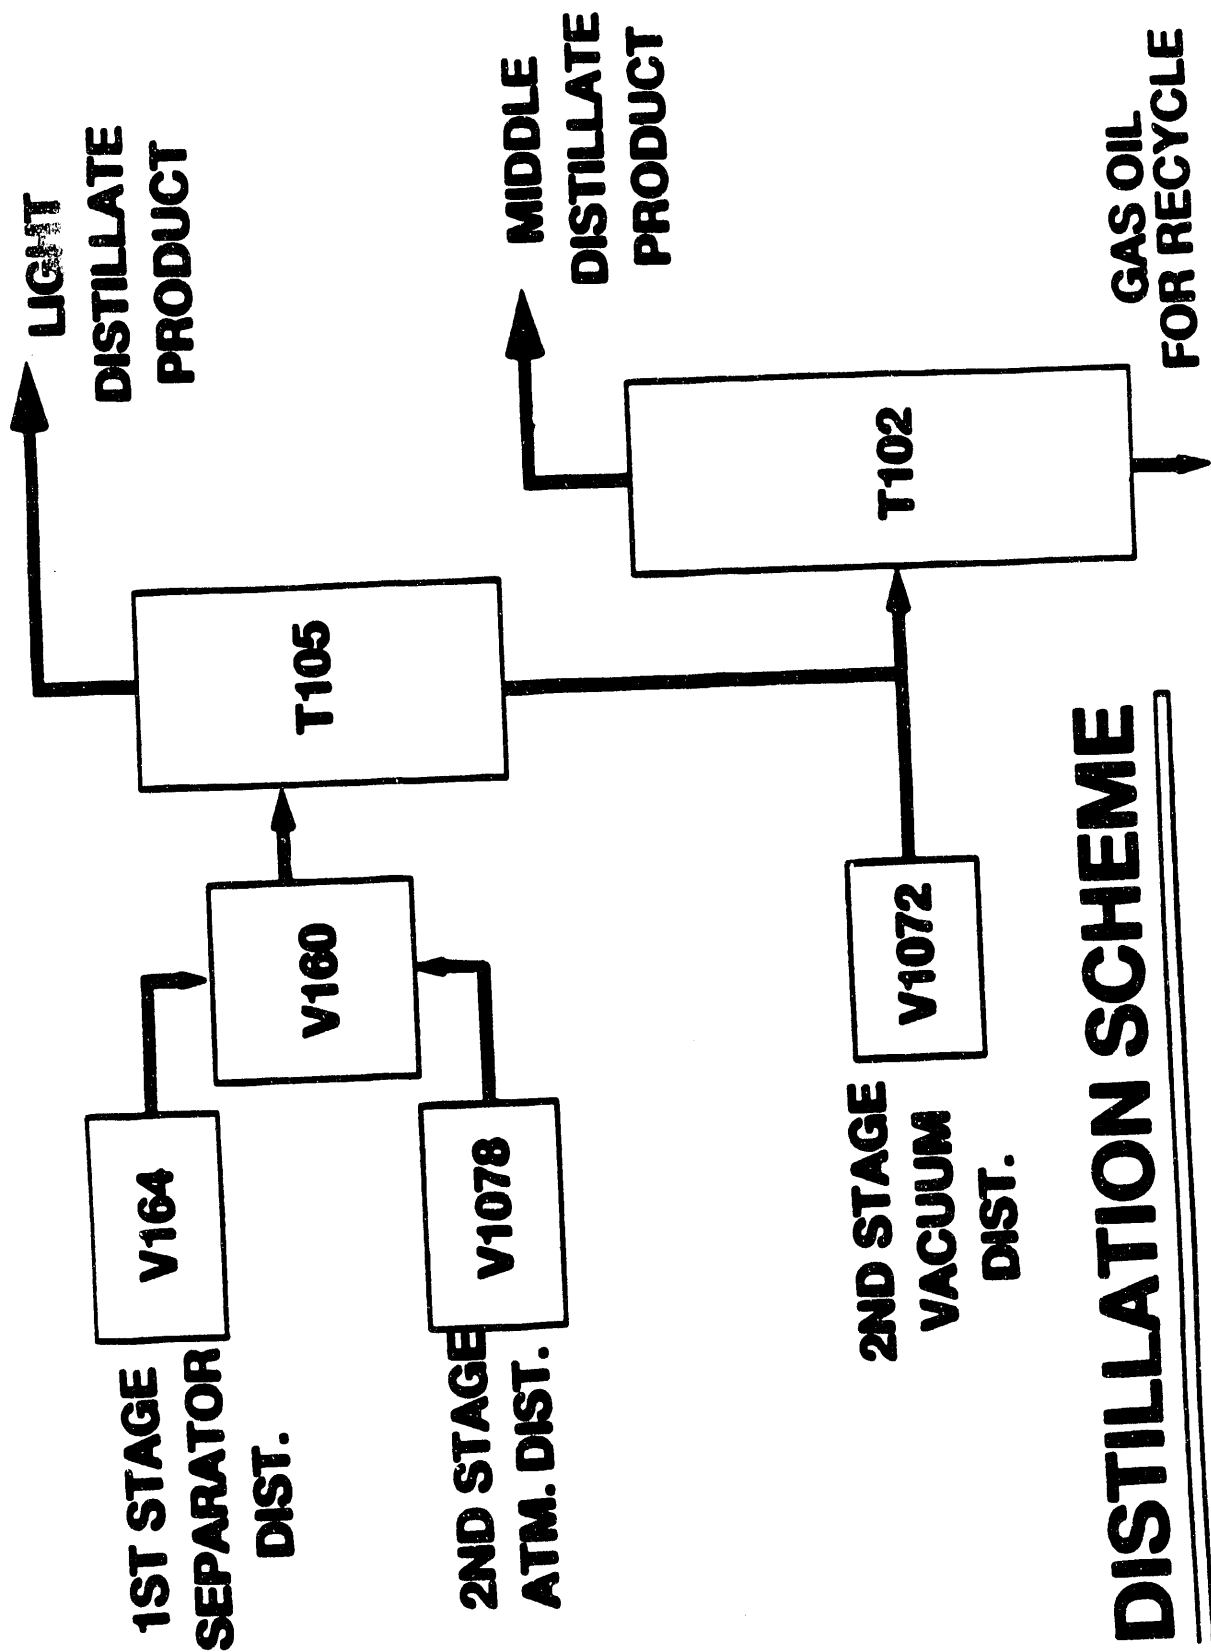 LIGHT
DISTILLATE
PRODUCT
MIDDLE
DISTILLATE
PRODUCT
GAS OIL
FOR RECYCLE
T105
T102
V160
V164
V1078
V1072
1ST STAGE
SEPARATOR
DIST.
2ND STAGE
ATM. DIST.
2ND STAGE
VACUUM
DIST.
DISTILLATION SCHEME